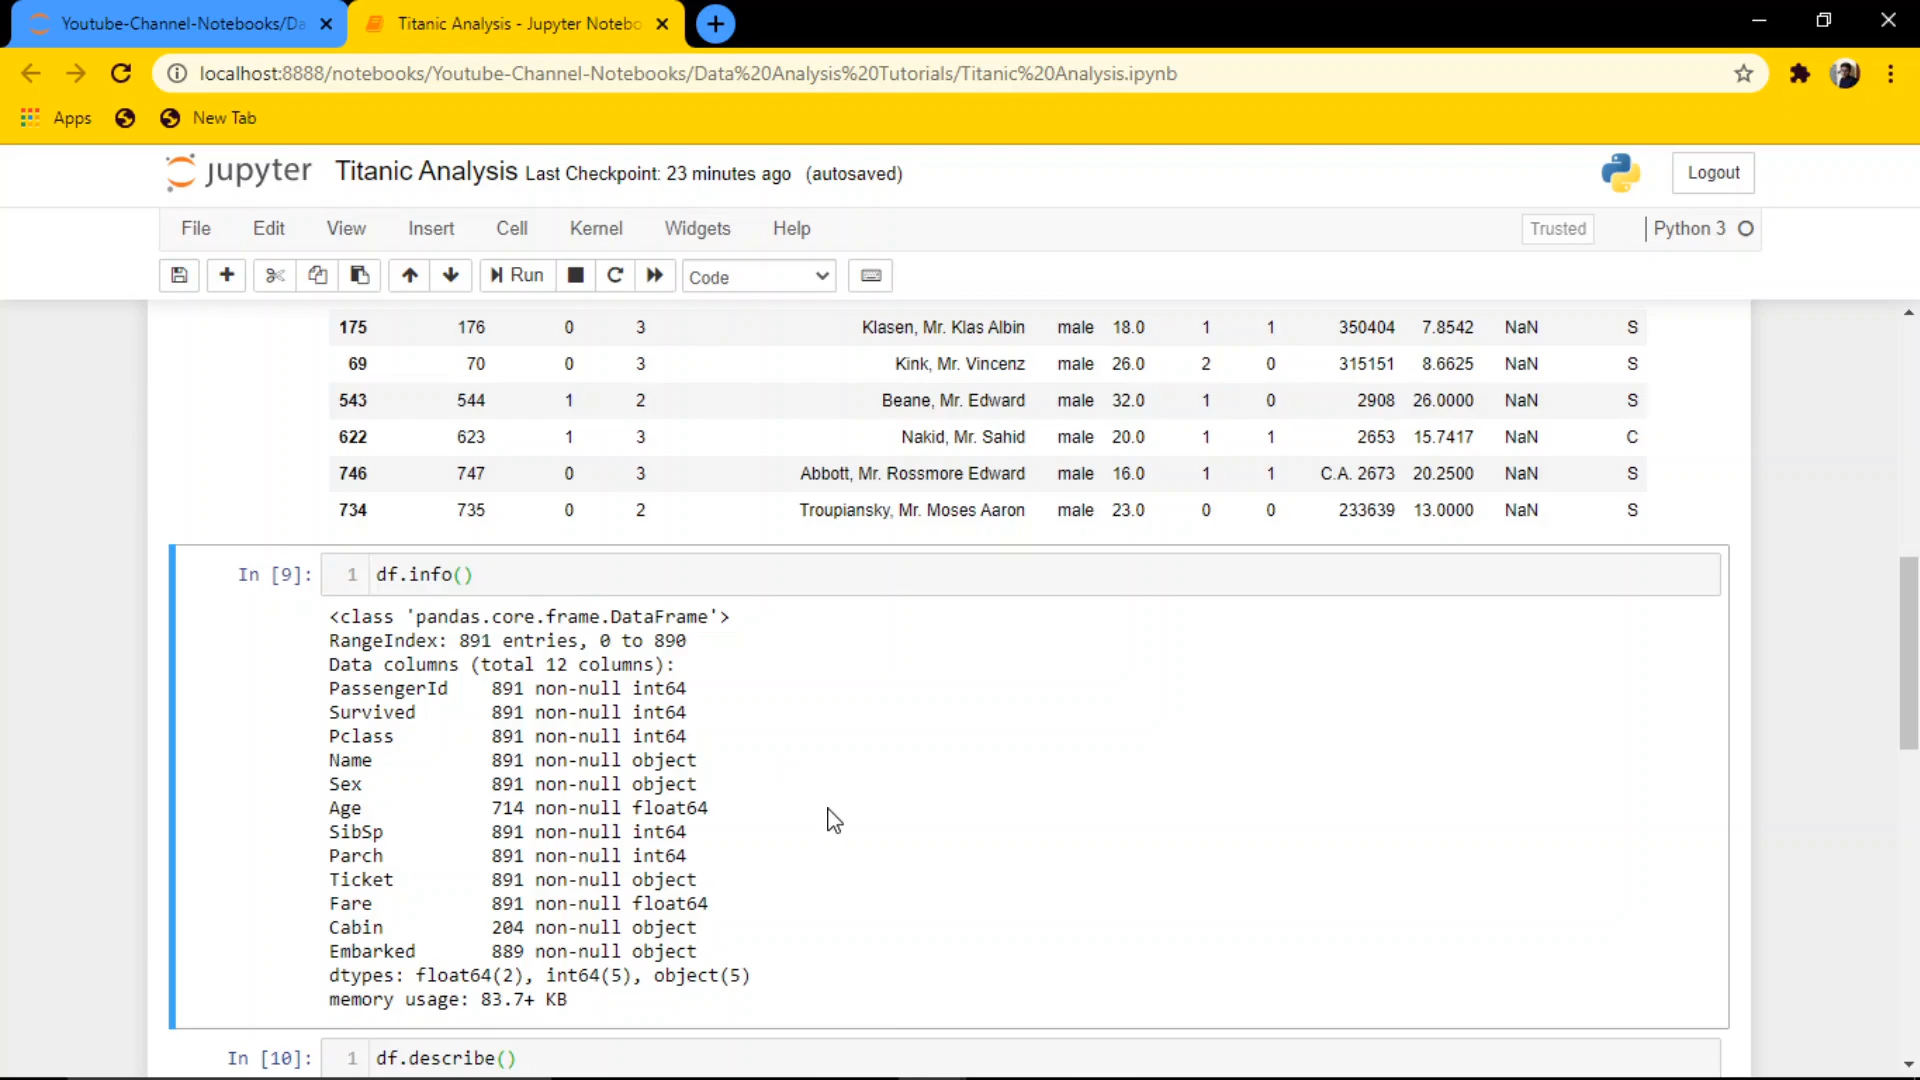 Youtube-Channel-Notebooks/Da
Titanic Analysis - Jupyter Notebo
localhost:8888/notebooks/Youtube-Channel-Notebooks/Data%20Analysis%20Tutorials/Titanic%20Analysis.ipynb
Apps New Tab
jupyter Titanic Analysis Last Checkpoint: 23 minutes ago (autosaved) Logout
File Edit View Insert Cell Kernel Widgets Help Trusted Python 3
Run Code
175 176 0 3 Klasen, Mr. Klas Albin male 18.0 1 1 350404 7.8542 NaN S
69 70 0 3 Kink, Mr. Vincenz male 26.0 2 0 315151 8.6625 NaN S
543 544 1 2 Beane, Mr. Edward male 32.0 1 0 2908 26.0000 NaN S
622 623 1 3 Nakid, Mr. Sahid male 20.0 1 1 2653 15.7417 NaN C
746 747 0 3 Abbott, Mr. Rossmore Edward male 16.0 1 1 C.A. 2673 20.2500 NaN S
734 735 0 2 Troupiansky, Mr. Moses Aaron male 23.0 0 0 233639 13.0000 NaN S
In [9]: 1 df.info()
<class 'pandas.core.frame.DataFrame'>
RangeIndex: 891 entries, 0 to 890
Data columns (total 12 columns):
PassengerId 891 non-null int64
Survived 891 non-null int64
Pclass 891 non-null int64
Name 891 non-null object
Sex 891 non-null object
Age 714 non-null float64
SibSp 891 non-null int64
Parch 891 non-null int64
Ticket 891 non-null object
Fare 891 non-null float64
Cabin 204 non-null object
Embarked 889 non-null object
dtypes: float64(2), int64(5), object(5)
memory usage: 83.7+ KB
In [10]: 1 df.describe()